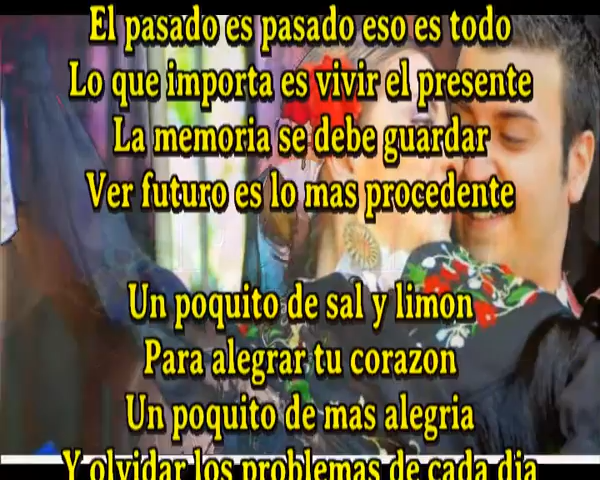 El pasado es pasado eso es todo
Lo que importa es vivir el presente
La memoria se debe guardar
Ver futuro es lo mas procedente
Un poquito de sal y limon
Para alegrar tu corazon
Un poquito de mas alegria
Y olvidar los problemas de cada dia